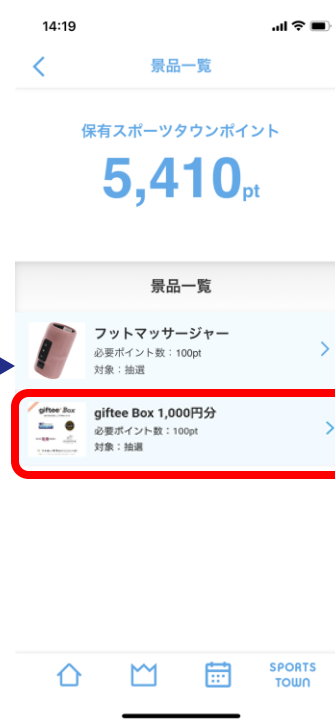 14:19
景品一覧
保有スポーツタウンポイント
5,410pt
景品一覧
フットマッサージャー
必要ポイント数：100pt
対象：抽選
giftee Box
giftee Box 1,000円分
必要ポイント数：100pt
対象：抽選
SPORTS
TOWN